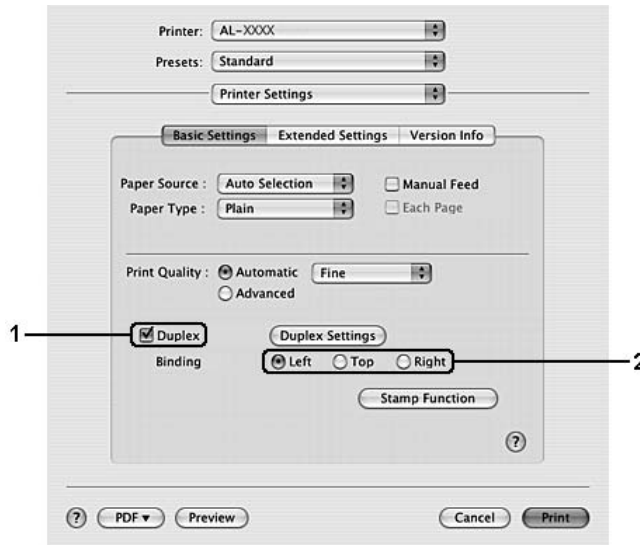 Printer: AL-XXXX
Presets: Standard
Printer Settings
Basic Settings Extended Settings Version Info
Paper Source : Auto Selection Manual Feed
Paper Type : Plain Each Page
Print Quality : Automatic Fine
Advanced
1 Duplex Duplex Settings
Binding Left Top Right 2
Stamp Function
?
? PDF Preview Cancel Print